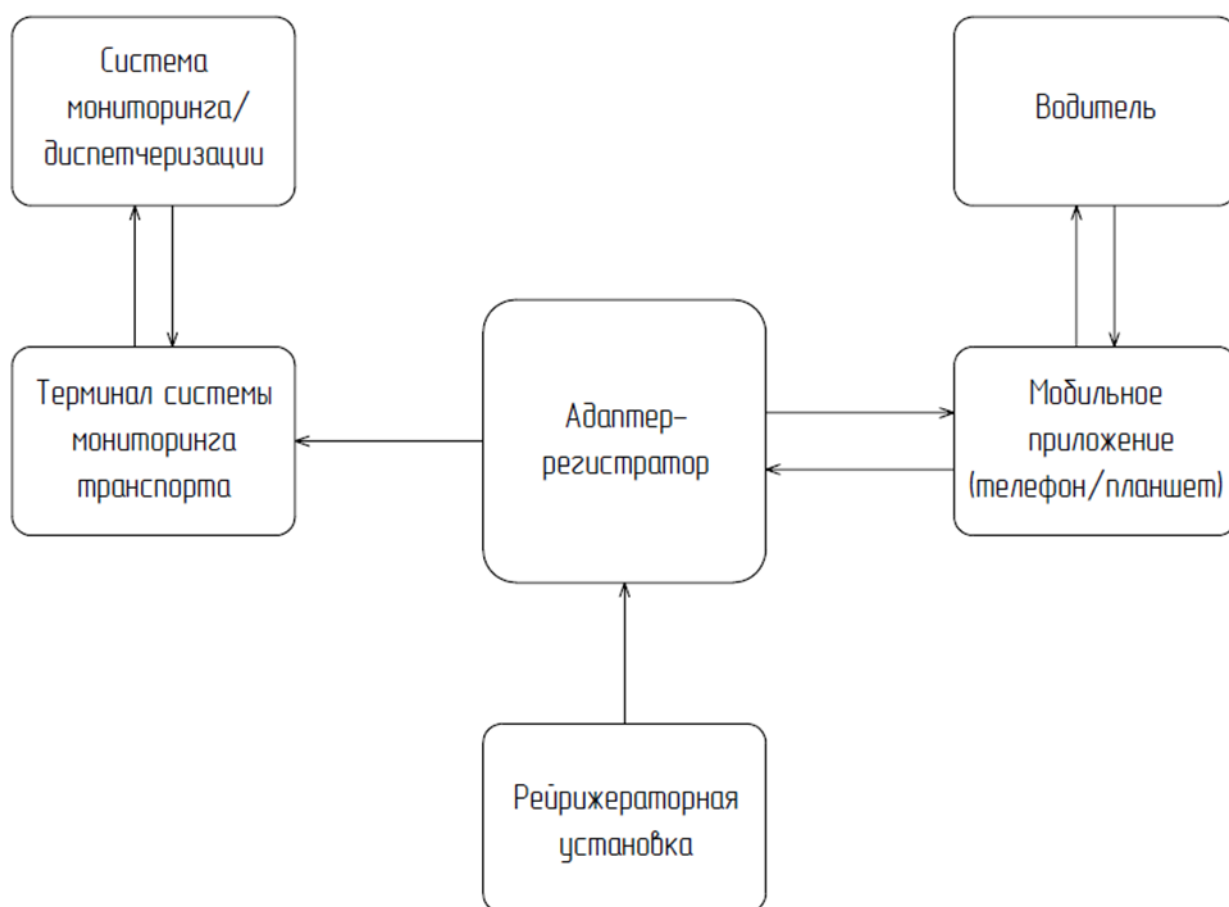 Система
мониторинга/
диспетчеризации
Водитель
Терминал системы
мониторинга
транспорта
Адаптер-
регистратор
Мобильное
приложение
(телефон/планшет)
Рейрижераторная
установка